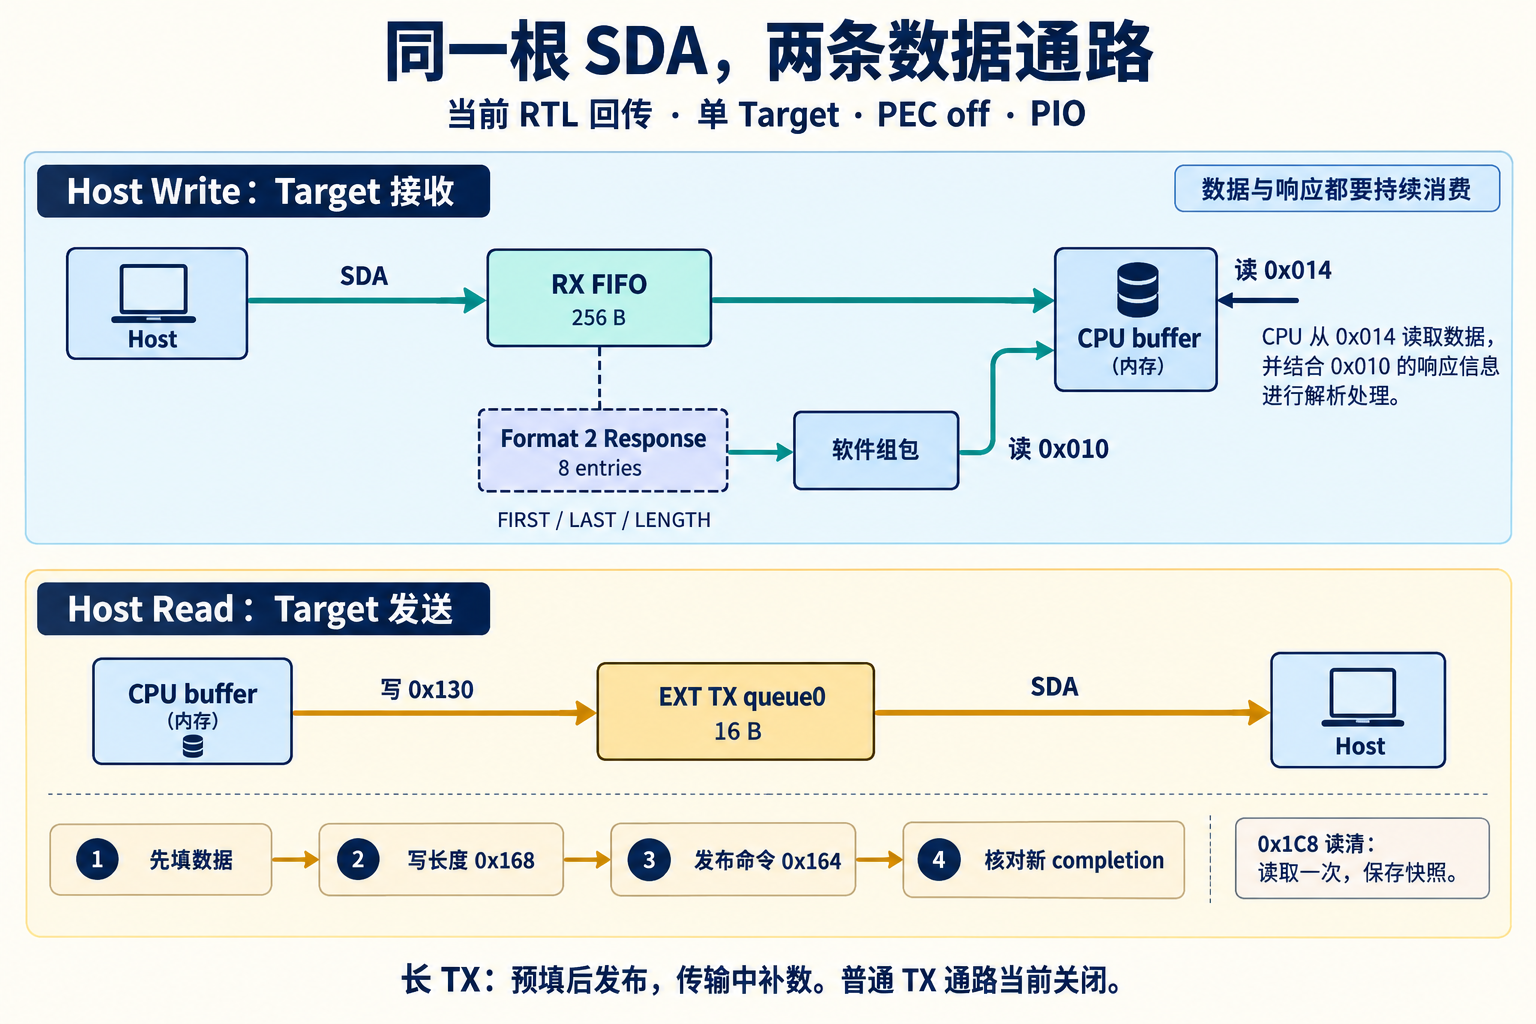 同一根 SDA，两条数据通路
当前 RTL 回传 · 单 Target · PEC off · PIO
Host Write：Target 接收
数据与响应都要持续消费
Host
SDA
RX FIFO
256 B
CPU buffer
（内存）
读 0x014
CPU 从 0x014 读取数据，
并结合 0x010 的响应信息
进行解析处理。
Format 2 Response
8 entries
软件组包
读 0x010
FIRST / LAST / LENGTH
Host Read：Target 发送
CPU buffer
（内存）
写 0x130
EXT TX queue0
16 B
SDA
Host
1 先填数据
2 写长度 0x168
3 发布命令 0x164
4 核对新 completion
0x1C8 读清：
读取一次，保存快照。
长 TX：预填后发布，传输中补数。普通 TX 通路当前关闭。